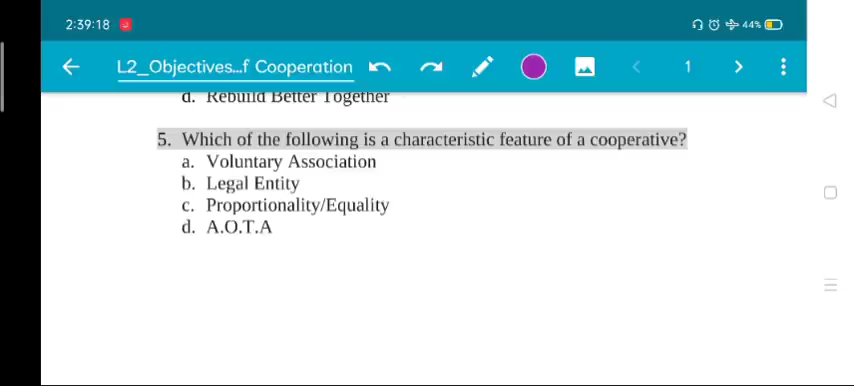 2:39:18 44%
L2_Objectives...f Cooperation 1
d. Rebuild Better Together
5. Which of the following is a characteristic feature of a cooperative?
a. Voluntary Association
b. Legal Entity
c. Proportionality/Equality
d. A.O.T.A